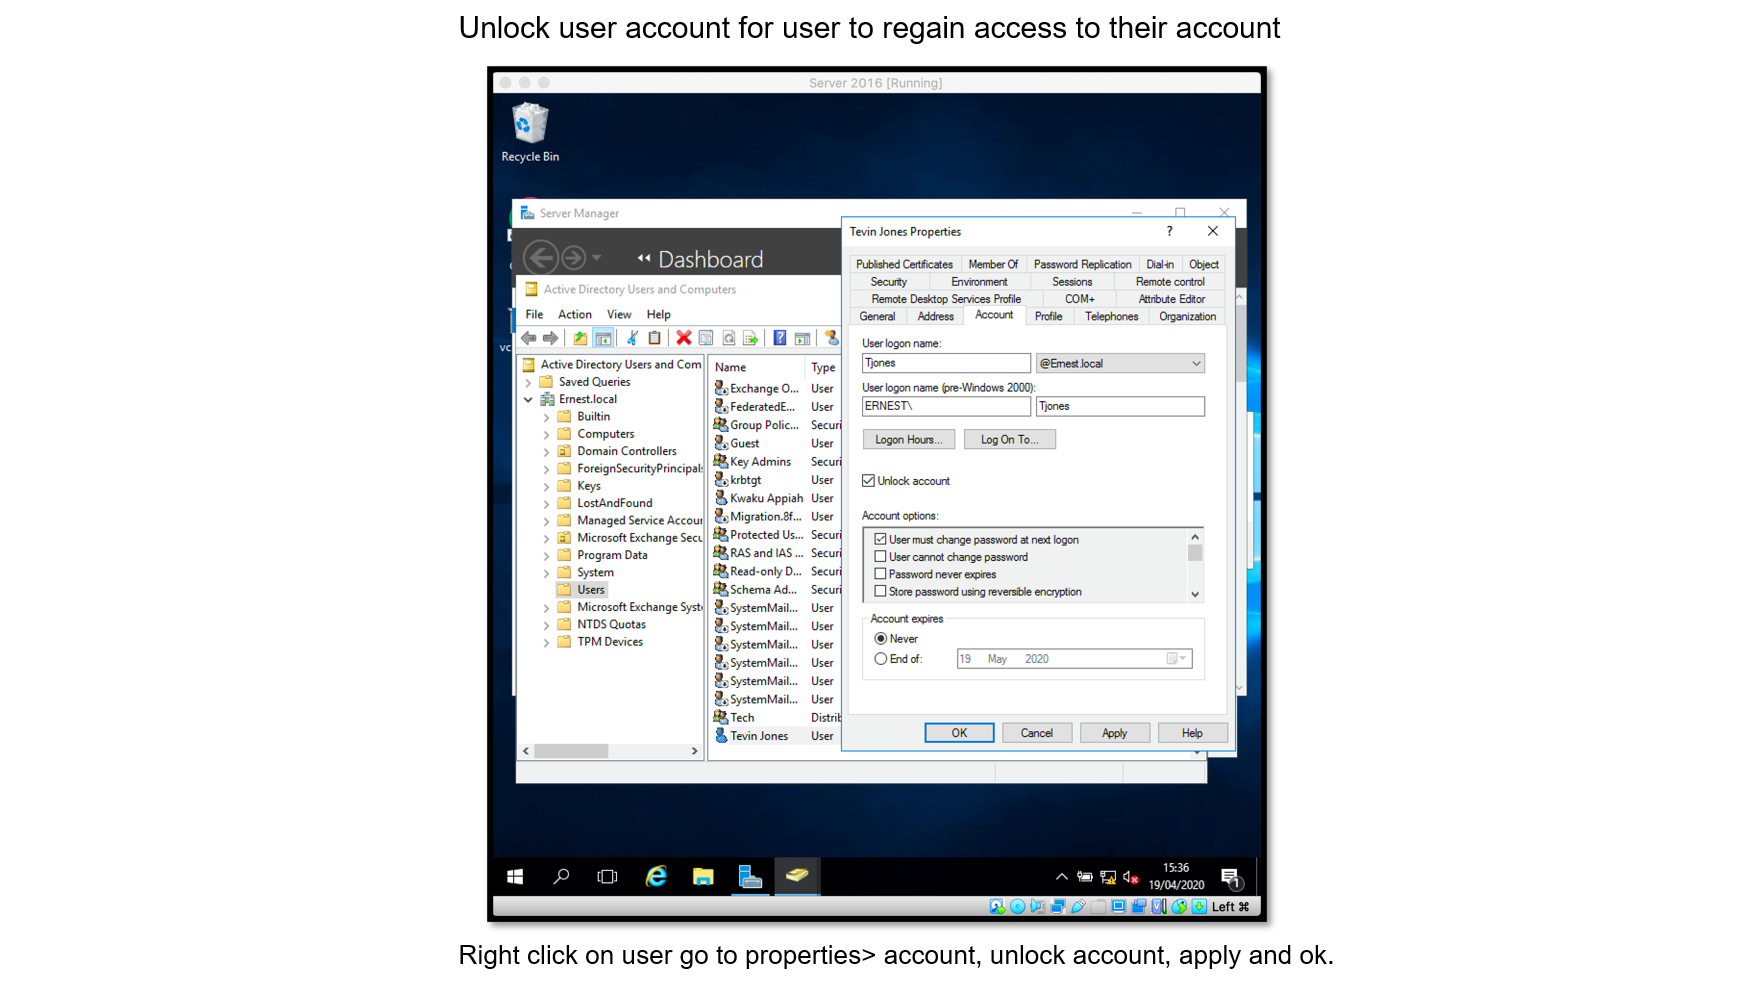 Unlock user account for user to regain access to their account
Server 2016 [Running]
Recycle Bin
Server Manager
Dashboard
Active Directory Users and Computers
File Action View Help
Active Directory Users and Com
Saved Queries
Ernest.local
Builtin
Computers
Domain Controllers
ForeignSecurityPrincipals
Keys
LostAndFound
Managed Service Accour
Microsoft Exchange Secu
Program Data
System
Users
Microsoft Exchange Syste
NTDS Quotas
TPM Devices
Name Type
Exchange O... User
FederatedE... User
Group Polic... Securi
Guest User
Key Admins Securi
krbtgt User
Kwaku Appiah User
Migration.8f... User
Protected Us... Securi
RAS and IAS ... Securi
Read-only D... Securi
Schema Ad... Securi
SystemMail... User
SystemMail... User
SystemMail... User
SystemMail... User
SystemMail... User
SystemMail... User
Tech Distrib
Tevin Jones User
Tevin Jones Properties
Published Certificates Member Of Password Replication Dial-in Object
Security Environment Sessions Remote control
Remote Desktop Services Profile COM+ Attribute Editor
General Address Account Profile Telephones Organization
User logon name:
Tjones @Ernest.local
User logon name (pre-Windows 2000):
ERNEST\ Tjones
Logon Hours... Log On To...
Unlock account
Account options:
User must change password at next logon
User cannot change password
Password never expires
Store password using reversible encryption
Account expires
Never
End of: 19 May 2020
OK Cancel Apply Help
15:36
19/04/2020
1
Left ⌘
Right click on user go to properties> account, unlock account, apply and ok.